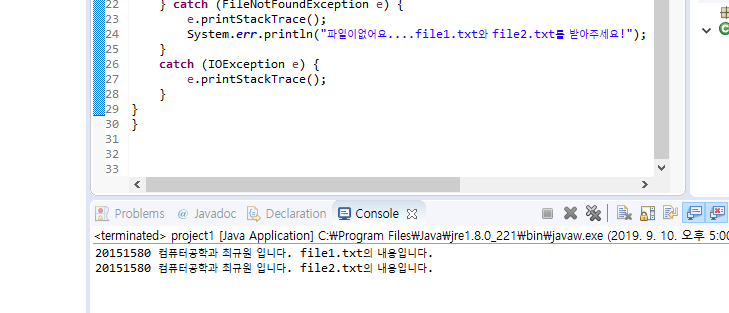 22 } catch (FileNotFoundException e) {
23 e.printStackTrace();
24 System.err.println("파일이없어요....file1.txt와 file2.txt를 받아주세요!");
25 }
26 catch (IOException e) {
27 e.printStackTrace();
28 }
29 }
30 }
31
32
33
Problems @ Javadoc Declaration Console
<terminated> project1 [Java Application] C:₩Program Files₩Java₩jre1.8.0_221₩bin₩javaw.exe (2019. 9. 10. 오후 5:00
20151580 컴퓨터공학과 최규원 입니다. file1.txt의 내용입니다.
20151580 컴퓨터공학과 최규원 입니다. file2.txt의 내용입니다.